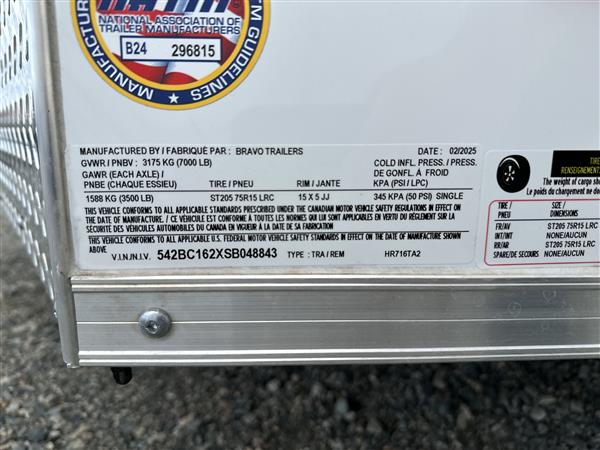 NATIONAL ASSOCIATION OF
TRAILER MANUFACTURERS
B24 296815
MANUFACTURING GUIDELINES
MANUFACTURED BY / FABRIQUÉ PAR : BRAVO TRAILERS DATE : 02/2025
GVWR / PNBV : 3175 KG (7000 LB) COLD INFL. PRESS. / PRESS.
GAWR (EACH AXLE) / DE GONFL. À FROID
PNBE (CHAQUE ESSIEU) TIRE / PNEU RIM / JANTE KPA (PSI / LPC)
1588 KG (3500 LB) ST205 75R15 LRC 15 X 5 JJ 345 KPA (50 PSI) SINGLE
THIS VEHICLE CONFORMS TO ALL APPLICABLE STANDARDS PRESCRIBED UNDER THE CANADIAN MOTOR VEHICLE SAFETY REGULATIONS IN EFFECT ON
THE DATE OF MANUFACTURE. / CE VÉHICULE EST CONFORME À TOUTES LES NORMES QUI LUI SONT APPLICABLES EN VERTU DU RÈGLEMENT SUR LA
SÉCURITÉ DES VÉHICULES AUTOMOBILES DU CANADA EN VIGUEUR À LA DATE DE SA FABRICATION
THIS VEHICLE CONFORMS TO ALL APPLICABLE U.S. FEDERAL MOTOR VEHICLE SAFETY STANDARDS IN EFFECT ON THE DATE OF MANUFACTURE SHOWN
ABOVE
V.I.N./N.I.V. 542BC162XSB048843 TYPE : TRA / REM HR716TA2
TIRE
RENSEIGNEMENTS
The weight of cargo
Le poids du chargement ne doit
TIRE / SIZE /
PNEU DIMENSIONS
FR/AV ST205 75R15 LRC
INT/INT NONE/AUCUN
RR/AR ST205 75R15 LRC
SPARE/SEC. NONE/AUCUN